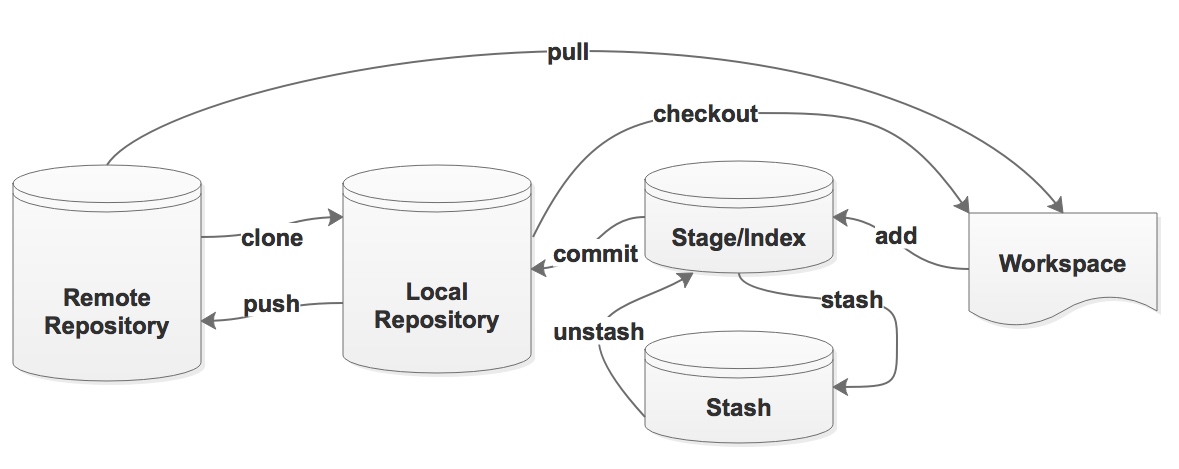 pull
checkout
clone
commit
Stage/Index
add
Workspace
Remote
Repository
push
Local
Repository
unstash
stash
Stash